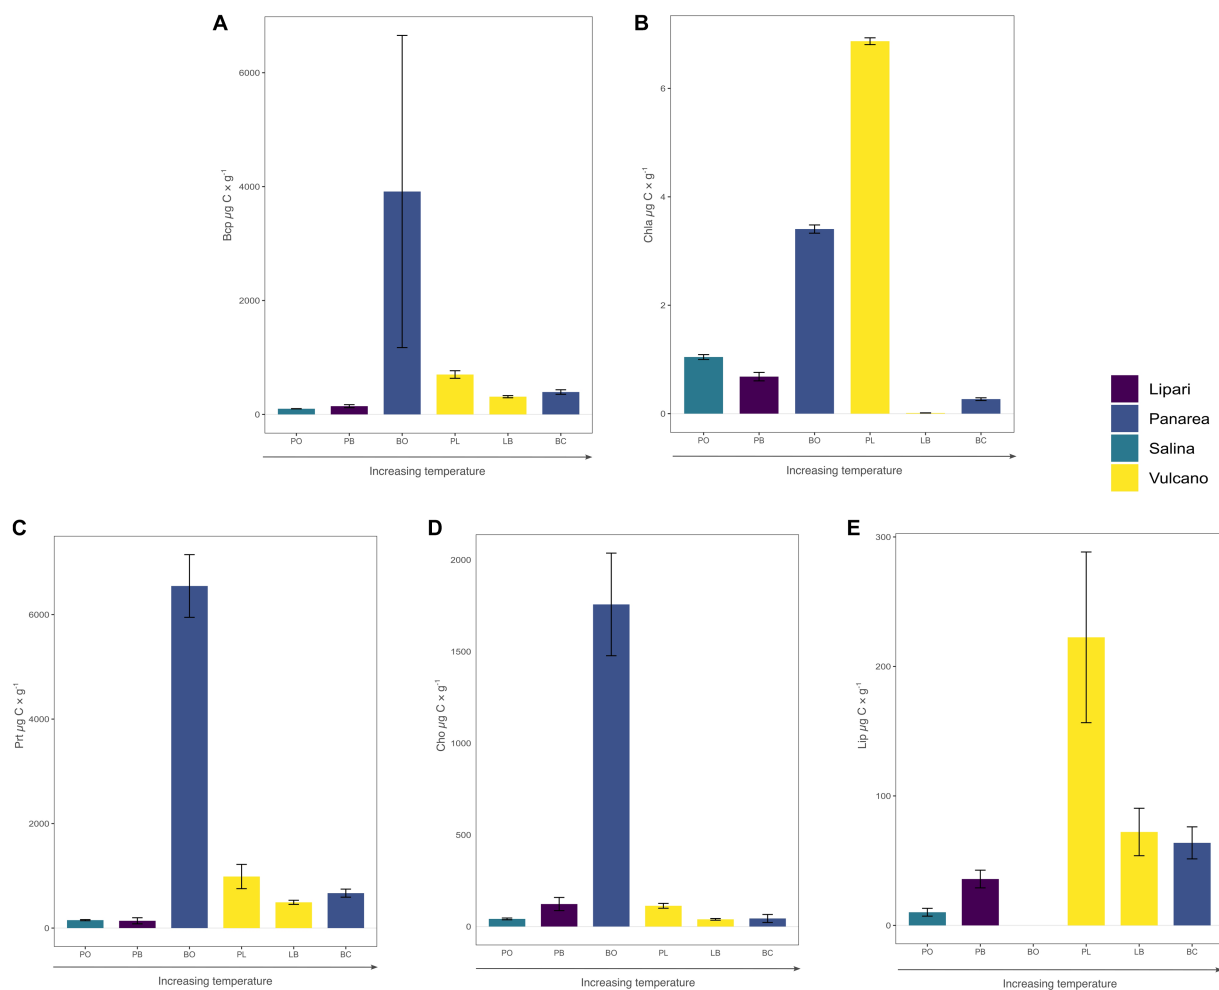 A
Bcp µg C × g⁻¹
6000
4000
2000
0
PO PB BO PL LB BC
Increasing temperature
B
Chla µg C × g⁻¹
6
4
2
0
PO PB BO PL LB BC
Increasing temperature
Lipari
Panarea
Salina
Vulcano
C
Prt µg C × g⁻¹
6000
4000
2000
0
PO PB BO PL LB BC
Increasing temperature
D
Cho µg C × g⁻¹
2000
1500
1000
500
0
PO PB BO PL LB BC
Increasing temperature
E
Lip µg C × g⁻¹
300
200
100
0
PO PB BO PL LB BC
Increasing temperature